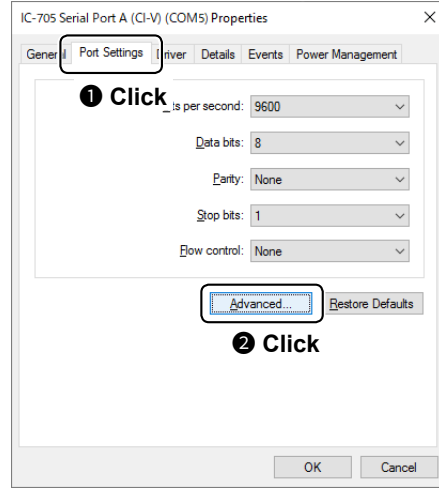 IC-705 Serial Port A (CI-V) (COM5) Properties
Port Settings Driver Details Events Power Management
❶ Click
per second: 9600
Data bits: 8
Parity: None
Stop bits: 1
Flow control: None
Advanced... Restore Defaults
❷ Click
OK Cancel